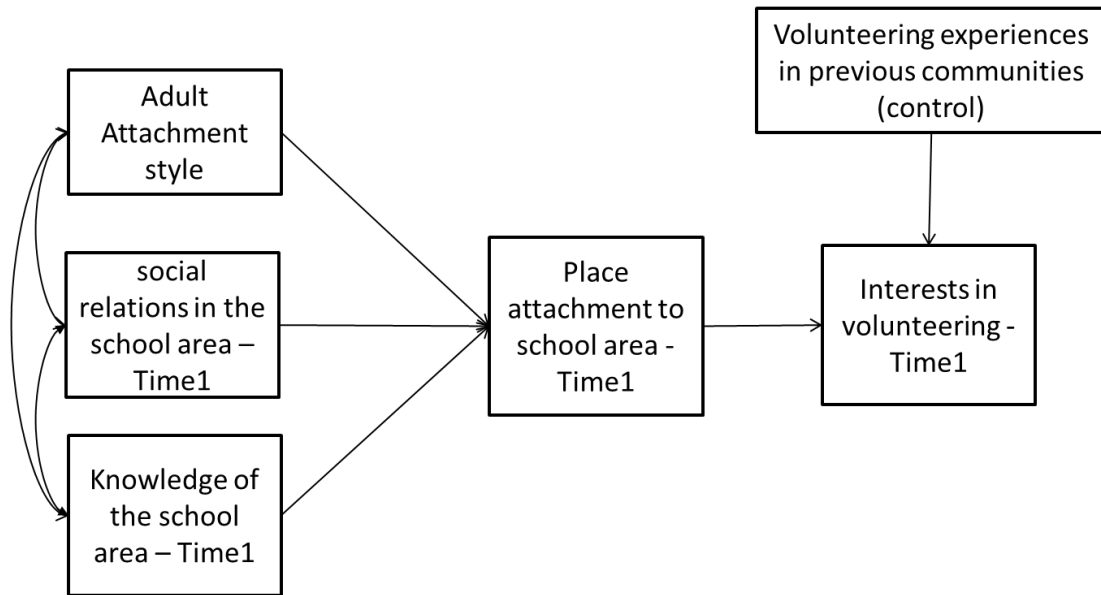 Adult
Attachment
style
social
relations in the
school area –
Time1
Knowledge of
the school
area – Time1
Place
attachment to
school area -
Time1
Volunteering experiences
in previous communities
(control)
Interests in
volunteering -
Time1